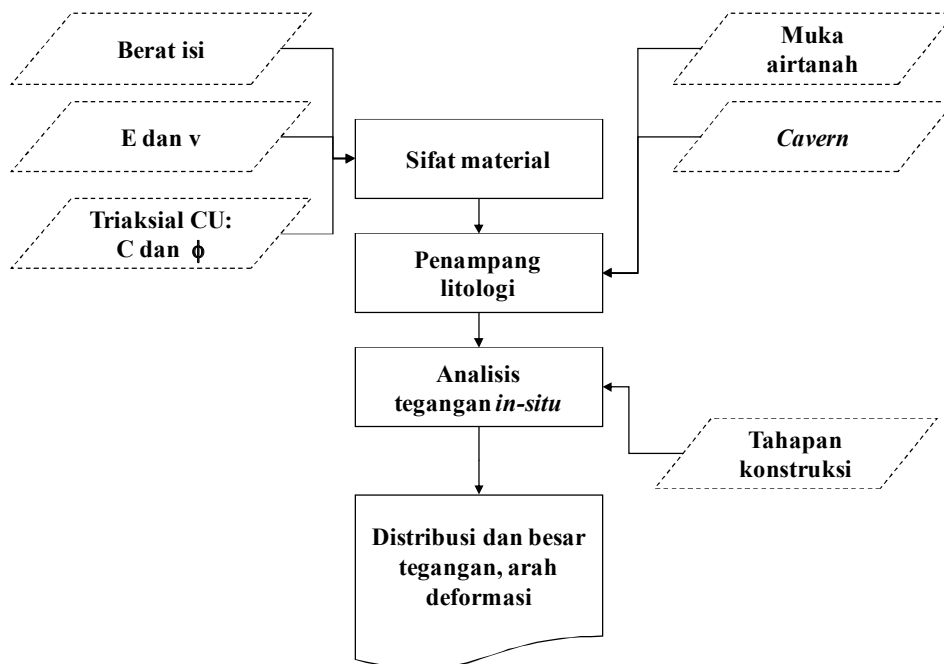 Berat isi
E dan v
Triaksial CU:
C dan ϕ
Sifat material
Penampang
litologi
Analisis
tegangan in-situ
Distribusi dan besar
tegangan, arah
deformasi
Muka
airtanah
Cavern
Tahapan
konstruksi